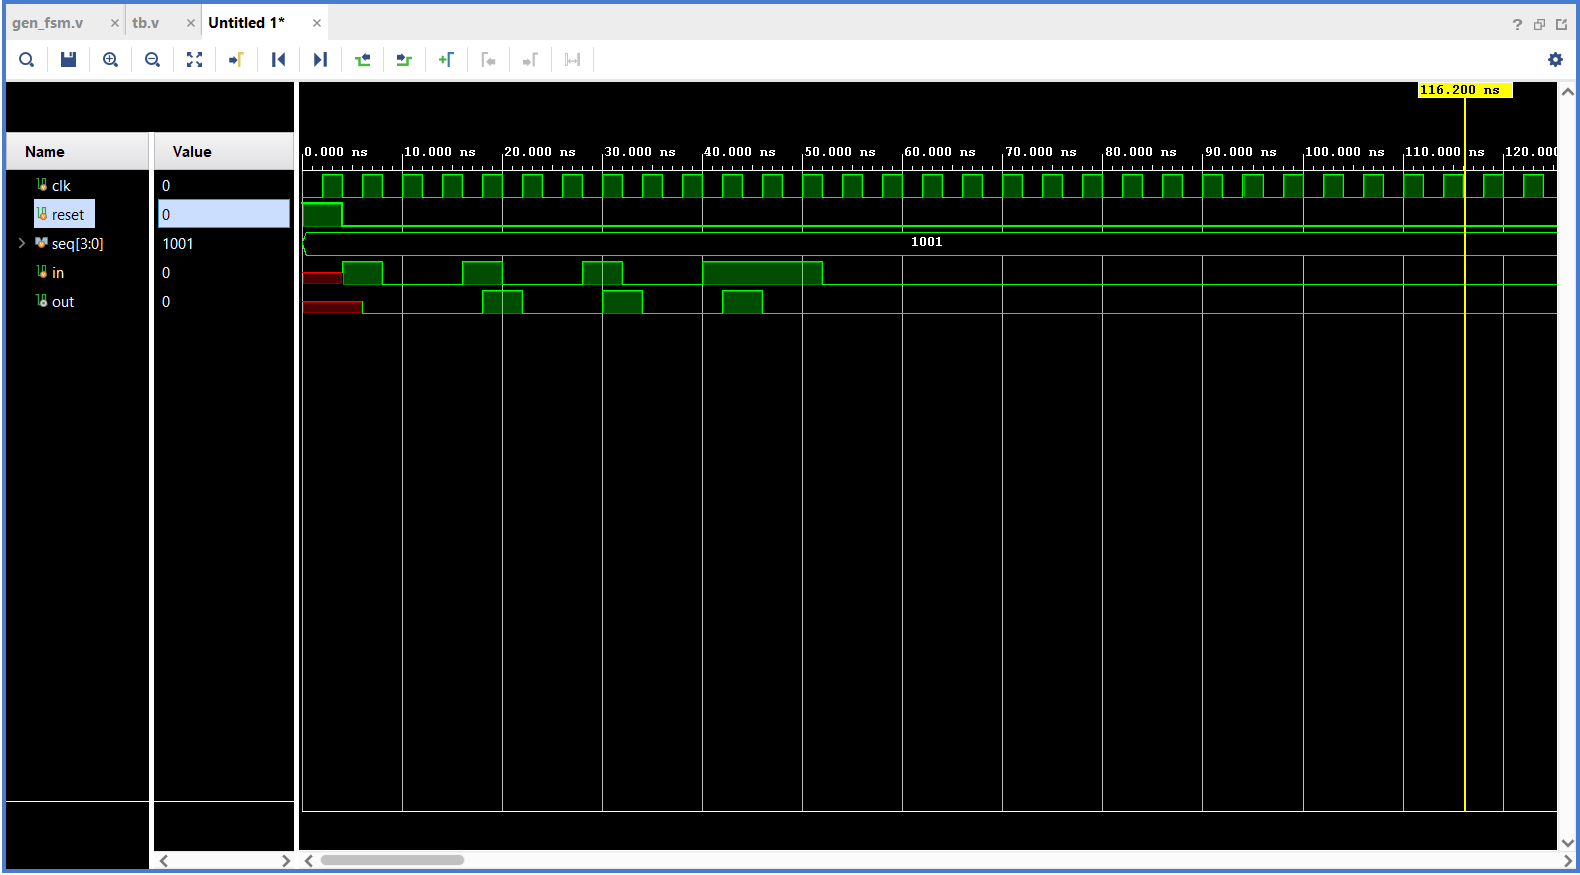 gen_fsm.v × tb.v × Untitled 1* ×
?
116.200 ns
Name Value
0.000 ns 10.000 ns 20.000 ns 30.000 ns 40.000 ns 50.000 ns 60.000 ns 70.000 ns 80.000 ns 90.000 ns 100.000 ns 110.000 ns 120.000
clk 0
reset 0
seq[3:0] 1001 1001
in 0
out 0